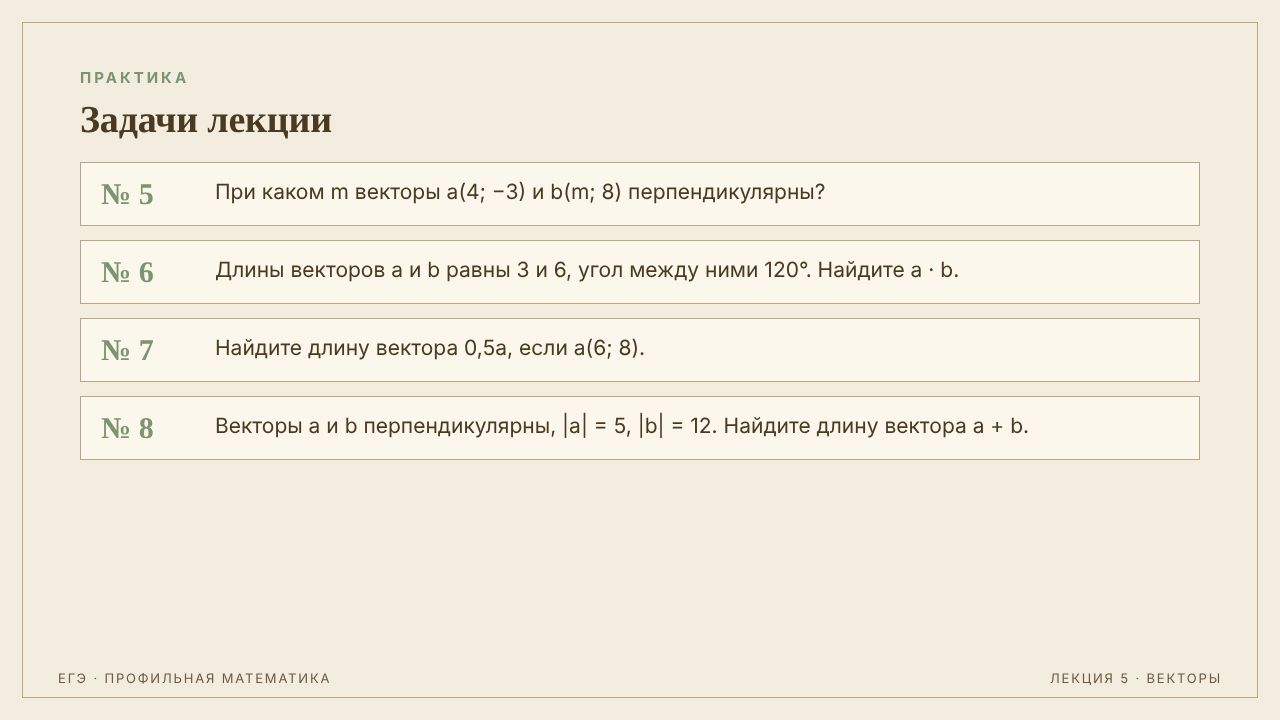 ПРАКТИКА
Задачи лекции
№ 5 При каком m векторы a(4; −3) и b(m; 8) перпендикулярны?
№ 6 Длины векторов a и b равны 3 и 6, угол между ними 120°. Найдите a · b.
№ 7 Найдите длину вектора 0,5a, если a(6; 8).
№ 8 Векторы a и b перпендикулярны, |a| = 5, |b| = 12. Найдите длину вектора a + b.
ЕГЭ · ПРОФИЛЬНАЯ МАТЕМАТИКА
ЛЕКЦИЯ 5 · ВЕКТОРЫ